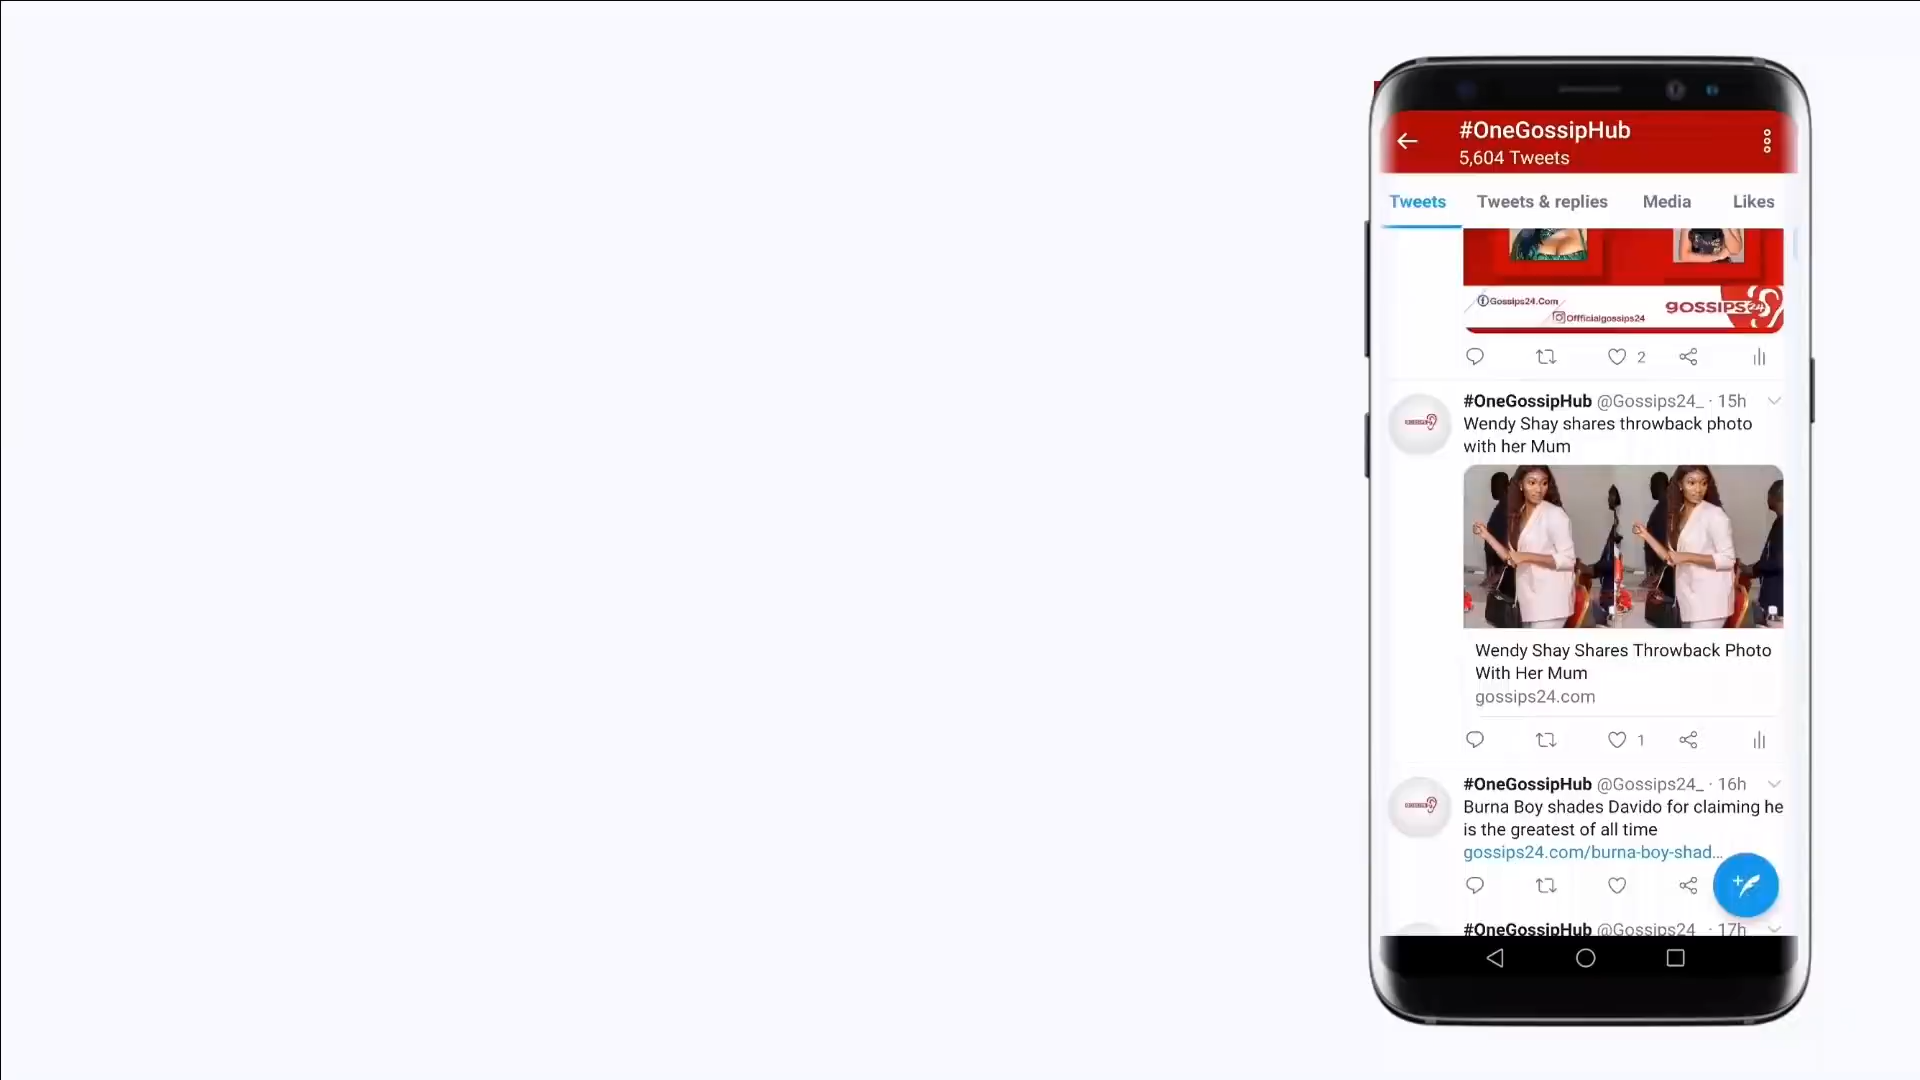 #OneGossipHub
5,604 Tweets
Tweets Tweets & replies Media Likes
Gossips24.Com
gossips24
Offficialgossips24
2
#OneGossipHub @Gossips24_ · 15h
Wendy Shay shares throwback photo
with her Mum
Wendy Shay Shares Throwback Photo
With Her Mum
gossips24.com
1
#OneGossipHub @Gossips24_ · 16h
Burna Boy shades Davido for claiming he
is the greatest of all time
gossips24.com/burna-boy-shad...
#OneGossipHub @Gossips24_ · 17h